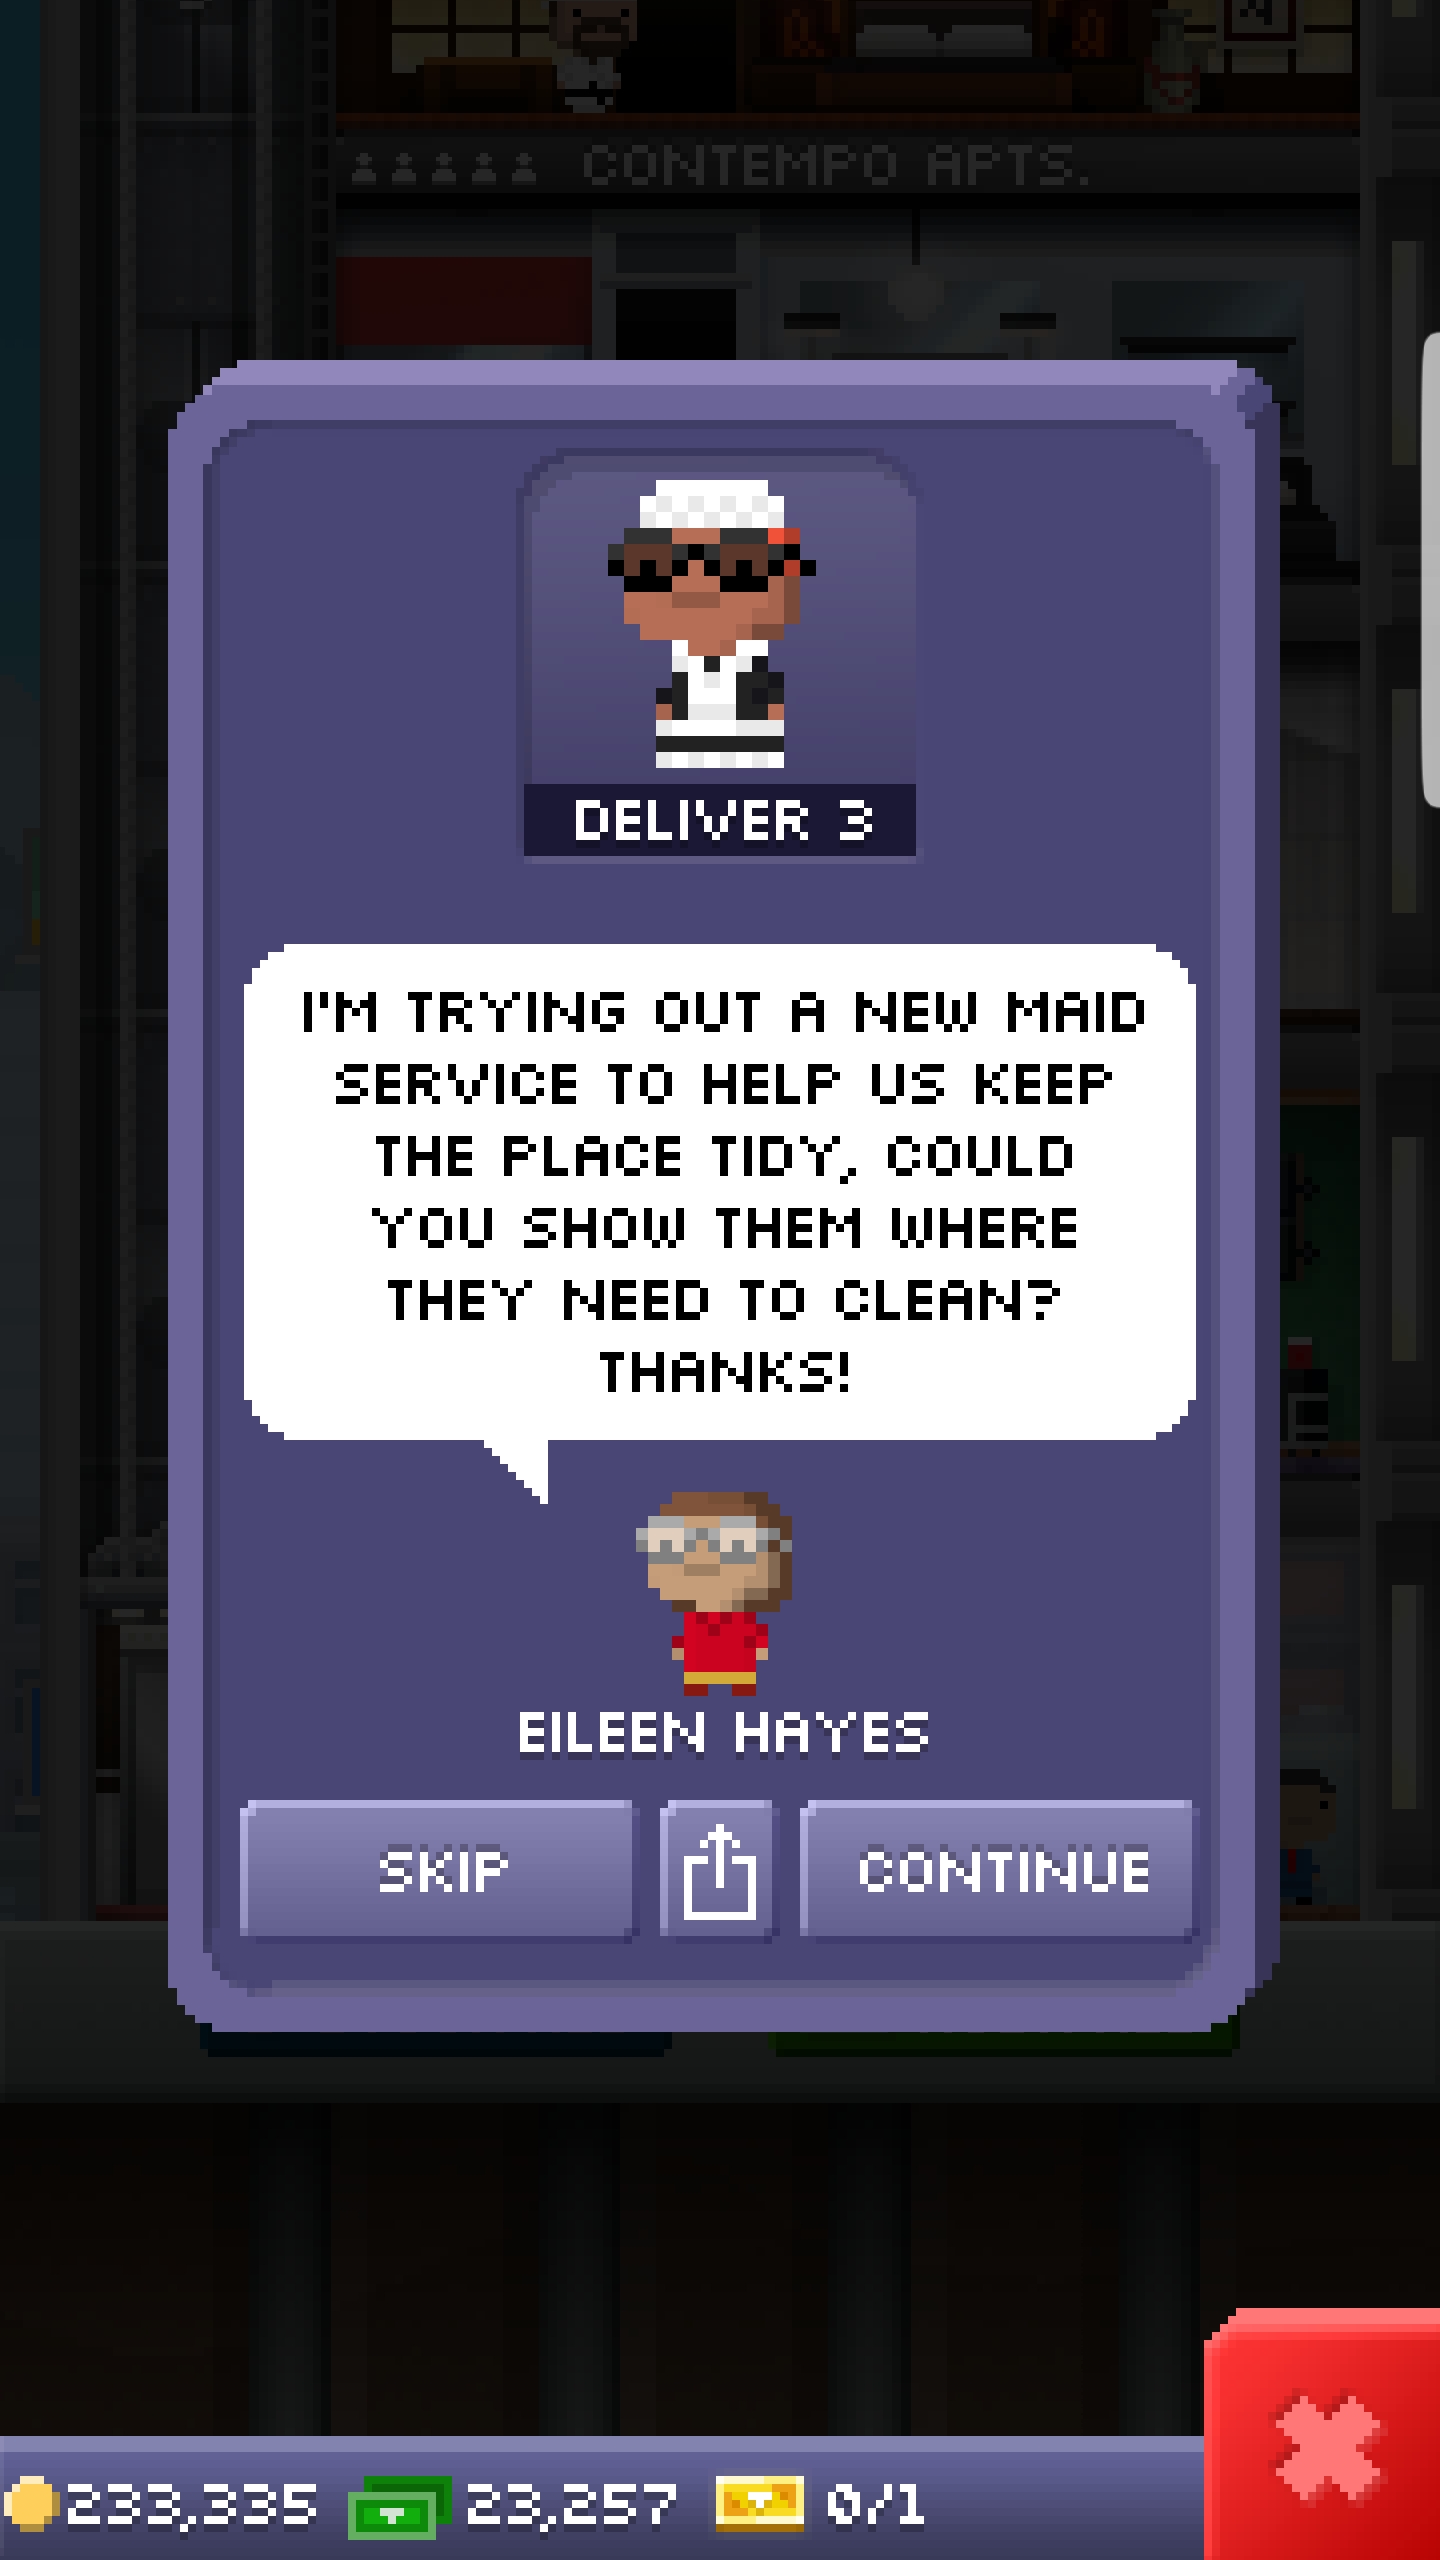 CONTEMPO APTS.
DELIVER 3
I'M TRYING OUT A NEW MAID
SERVICE TO HELP US KEEP
THE PLACE TIDY, COULD
YOU SHOW THEM WHERE
THEY NEED TO CLEAN?
THANKS!
EILEEN HAYES
SKIP
CONTINUE
233,335
23,257
0/1